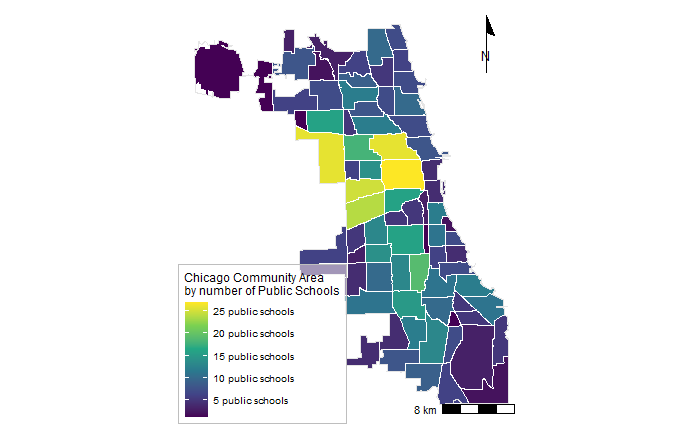 N
Chicago Community Area
by number of Public Schools
25 public schools
20 public schools
15 public schools
10 public schools
5 public schools
8 km